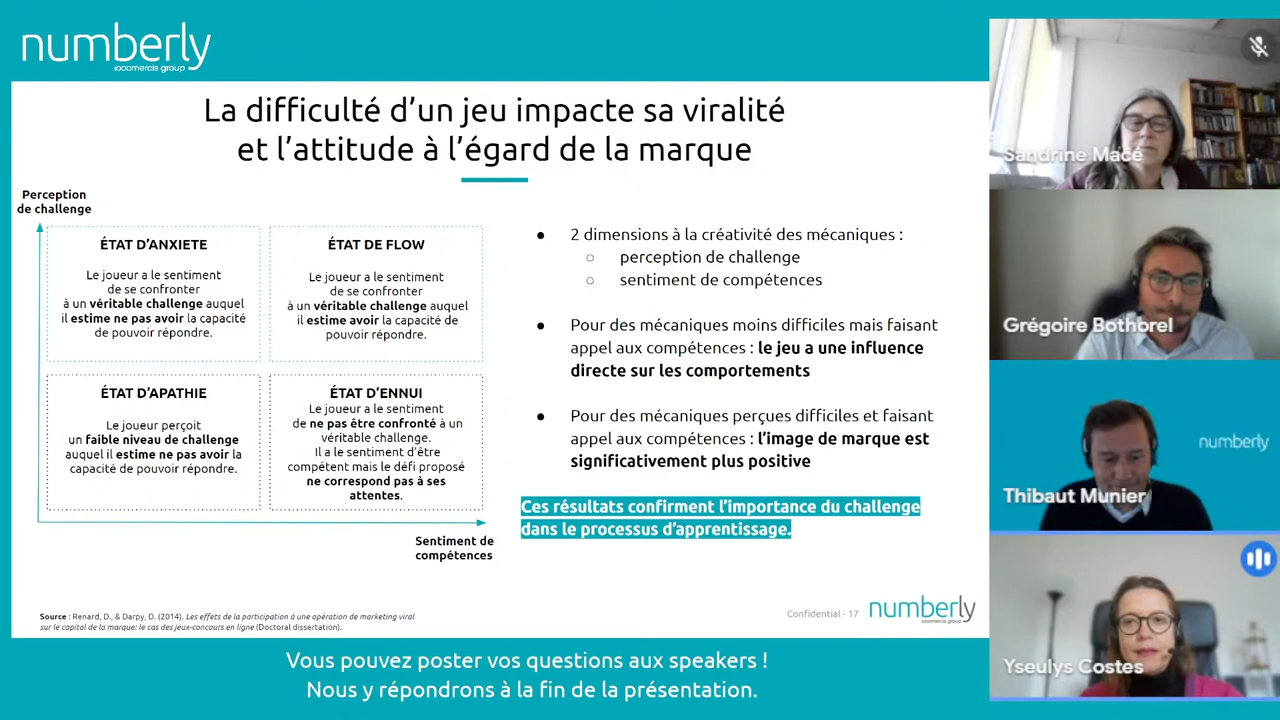 numberly
1000mercis group
La difficulté d'un jeu impacte sa viralité
et l'attitude à l'égard de la marque
Perception
de challenge
ÉTAT D'ANXIETE
Le joueur a le sentiment
de se confronter
à un véritable challenge auquel
il estime ne pas avoir la capacité
de pouvoir répondre.
ÉTAT DE FLOW
Le joueur a le sentiment
de se confronter
à un véritable challenge auquel
il estime avoir la capacité de
pouvoir répondre.
ÉTAT D'APATHIE
Le joueur perçoit
un faible niveau de challenge
auquel il estime ne pas avoir la
capacité de pouvoir répondre.
ÉTAT D'ENNUI
Le joueur a le sentiment
de ne pas être confronté à un
véritable challenge.
Il a le sentiment d'être
compétent mais le défi proposé
ne correspond pas à ses
attentes.
Sentiment de
compétences
● 2 dimensions à la créativité des mécaniques :
○ perception de challenge
○ sentiment de compétences
● Pour des mécaniques moins difficiles mais faisant
appel aux compétences : le jeu a une influence
directe sur les comportements
● Pour des mécaniques perçues difficiles et faisant
appel aux compétences : l'image de marque est
significativement plus positive
Ces résultats confirment l'importance du challenge
dans le processus d'apprentissage.
Source : Renard, D., & Darpy, D. (2014). Les effets de la participation à une opération de marketing viral
sur le capital de la marque: le cas des jeux-concours en ligne (Doctoral dissertation).
Confidential - 17
numberly
1000mercis group
Vous pouvez poster vos questions aux speakers !
Nous y répondrons à la fin de la présentation.
Sandrine Macé
Grégoire Bothorel
numberly
Thibaut Munier
Yseulys Costes